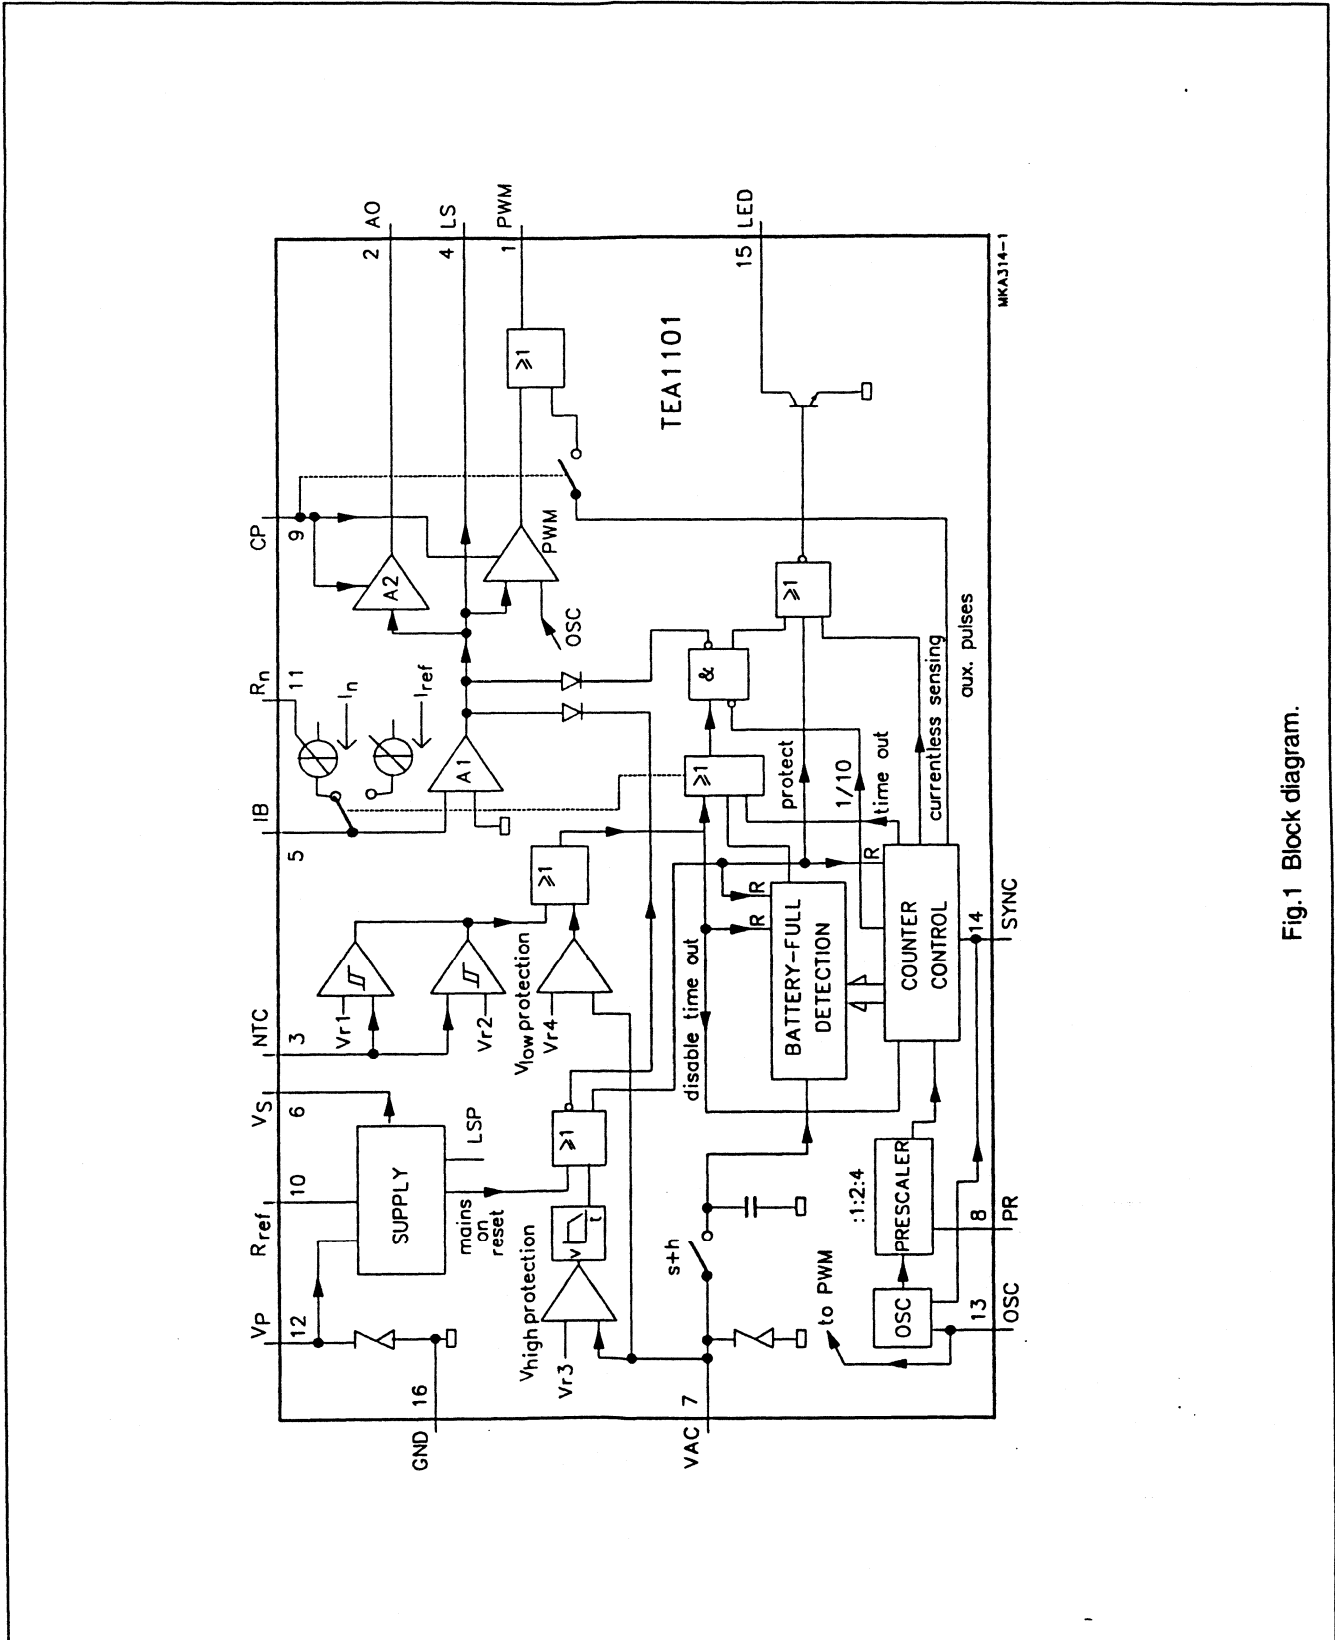 VP
12
Rref
10
VS
6
NTC
3
IB
5
Rn
11
CP
9
SUPPLY
LSP
mains
on
reset
Vr1
Vr2
Vlow protection
Vr4
≥1
In
Iref
A1
A2
2
AO
4
LS
1
PWM
≥1
PWM
OSC
TEA1101
GND
16
Vhigh protection
Vr3
V
t
≥1
disable time out
≥1
&
≥1
15
LED
VAC
7
s+h
R
R
BATTERY-FULL
DETECTION
protect
1/10
time out
currentless sensing
aux. pulses
R
COUNTER
CONTROL
to PWM
:1:2:4
PRESCALER
OSC
13
OSC
8
PR
14
SYNC
MKA314-1
Fig.1 Block diagram.